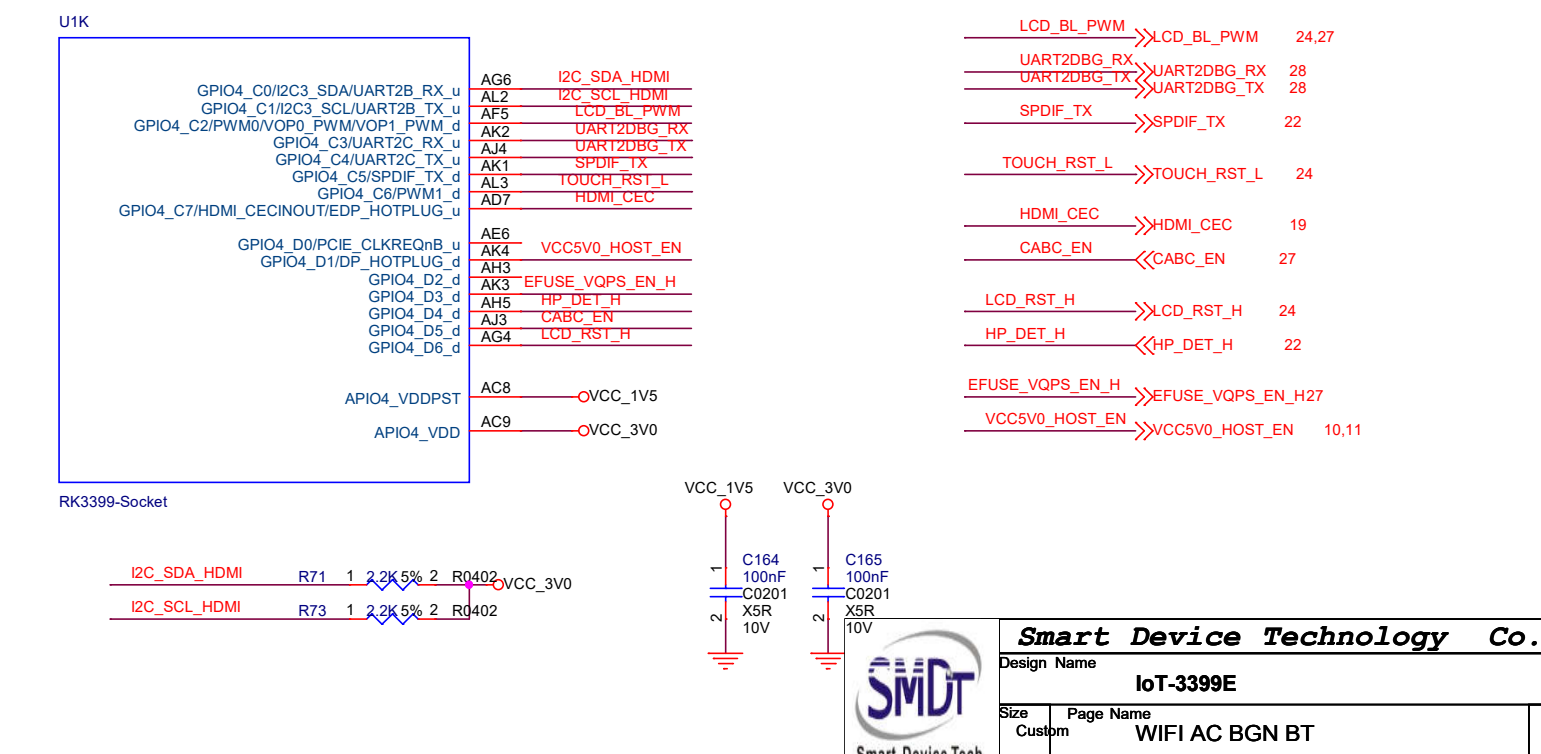 U1K
GPIO4_C0/I2C3_SDA/UART2B_RX_u AG6 I2C_SDA_HDMI
GPIO4_C1/I2C3_SCL/UART2B_TX_u AL2 I2C_SCL_HDMI
GPIO4_C2/PWM0/VOP0_PWM/VOP1_PWM_d AF5 LCD_BL_PWM
GPIO4_C3/UART2C_RX_u AK2 UART2DBG_RX
GPIO4_C4/UART2C_TX_u AJ4 UART2DBG_TX
GPIO4_C5/SPDIF_TX_d AK1 SPDIF_TX
GPIO4_C6/PWM1_d AL3 TOUCH_RST_L
GPIO4_C7/HDMI_CECINOUT/EDP_HOTPLUG_u AD7 HDMI_CEC
GPIO4_D0/PCIE_CLKREQnB_u AE6
GPIO4_D1/DP_HOTPLUG_d AK4 VCC5V0_HOST_EN
GPIO4_D2_d AH3
GPIO4_D3_d AK3 EFUSE_VQPS_EN_H
GPIO4_D4_d AH5 HP_DET_H
GPIO4_D5_d AJ3 CABC_EN
GPIO4_D6_d AG4 LCD_RST_H
APIO4_VDDPST AC8 VCC_1V5
APIO4_VDD AC9 VCC_3V0
RK3399-Socket
LCD_BL_PWM LCD_BL_PWM 24,27
UART2DBG_RX UART2DBG_RX 28
UART2DBG_TX UART2DBG_TX 28
SPDIF_TX SPDIF_TX 22
TOUCH_RST_L TOUCH_RST_L 24
HDMI_CEC HDMI_CEC 19
CABC_EN CABC_EN 27
LCD_RST_H LCD_RST_H 24
HP_DET_H HP_DET_H 22
EFUSE_VQPS_EN_H EFUSE_VQPS_EN_H27
VCC5V0_HOST_EN VCC5V0_HOST_EN 10,11
I2C_SDA_HDMI R71 1 2.2K 5% 2 R0402 VCC_3V0
I2C_SCL_HDMI R73 1 2.2K 5% 2 R0402
VCC_1V5 VCC_3V0
1 C164 1 C165
100nF 100nF
C0201 C0201
2 X5R 2 X5R
10V 10V
SMDT
Smart Device Tech
Smart Device Technology Co.
Design Name
IoT-3399E
Size Page Name
Custom WIFI AC BGN BT